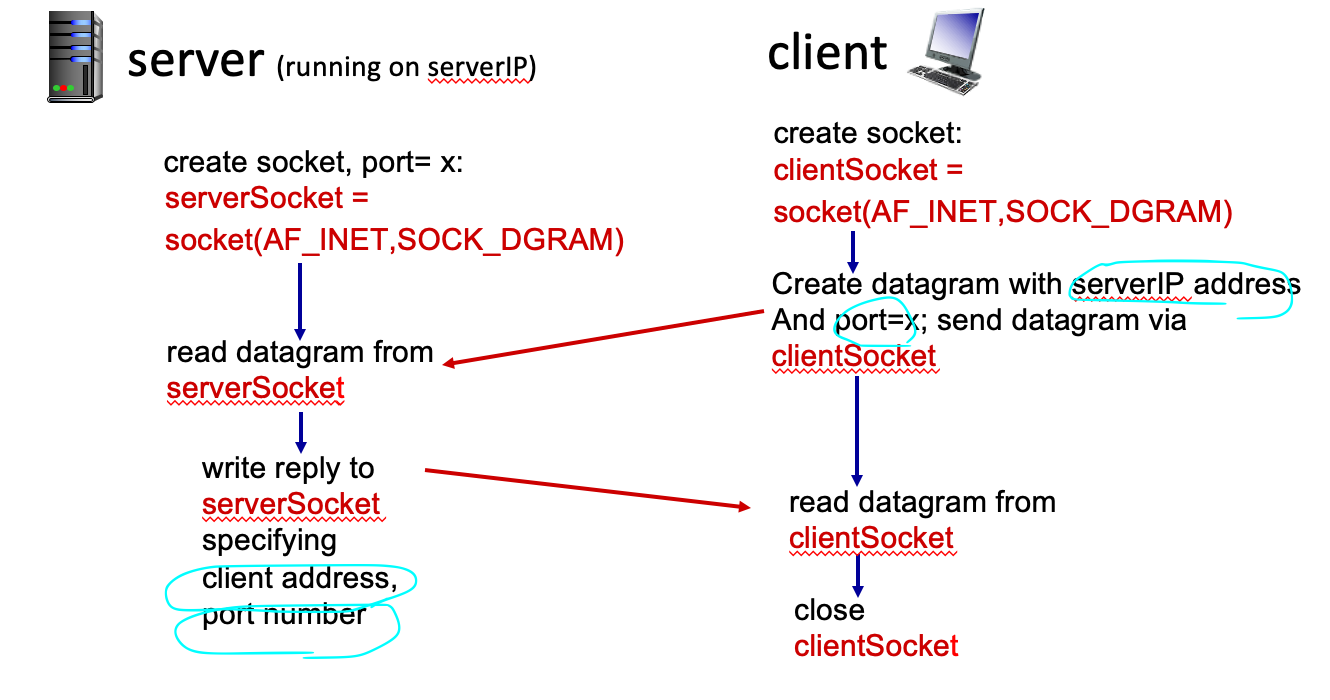 server (running on serverIP)
create socket, port= x:
serverSocket =
socket(AF_INET,SOCK_DGRAM)
read datagram from
serverSocket
write reply to
serverSocket
specifying
client address,
port number
client
create socket:
clientSocket =
socket(AF_INET,SOCK_DGRAM)
Create datagram with serverIP address
And port=x; send datagram via
clientSocket
read datagram from
clientSocket
close
clientSocket